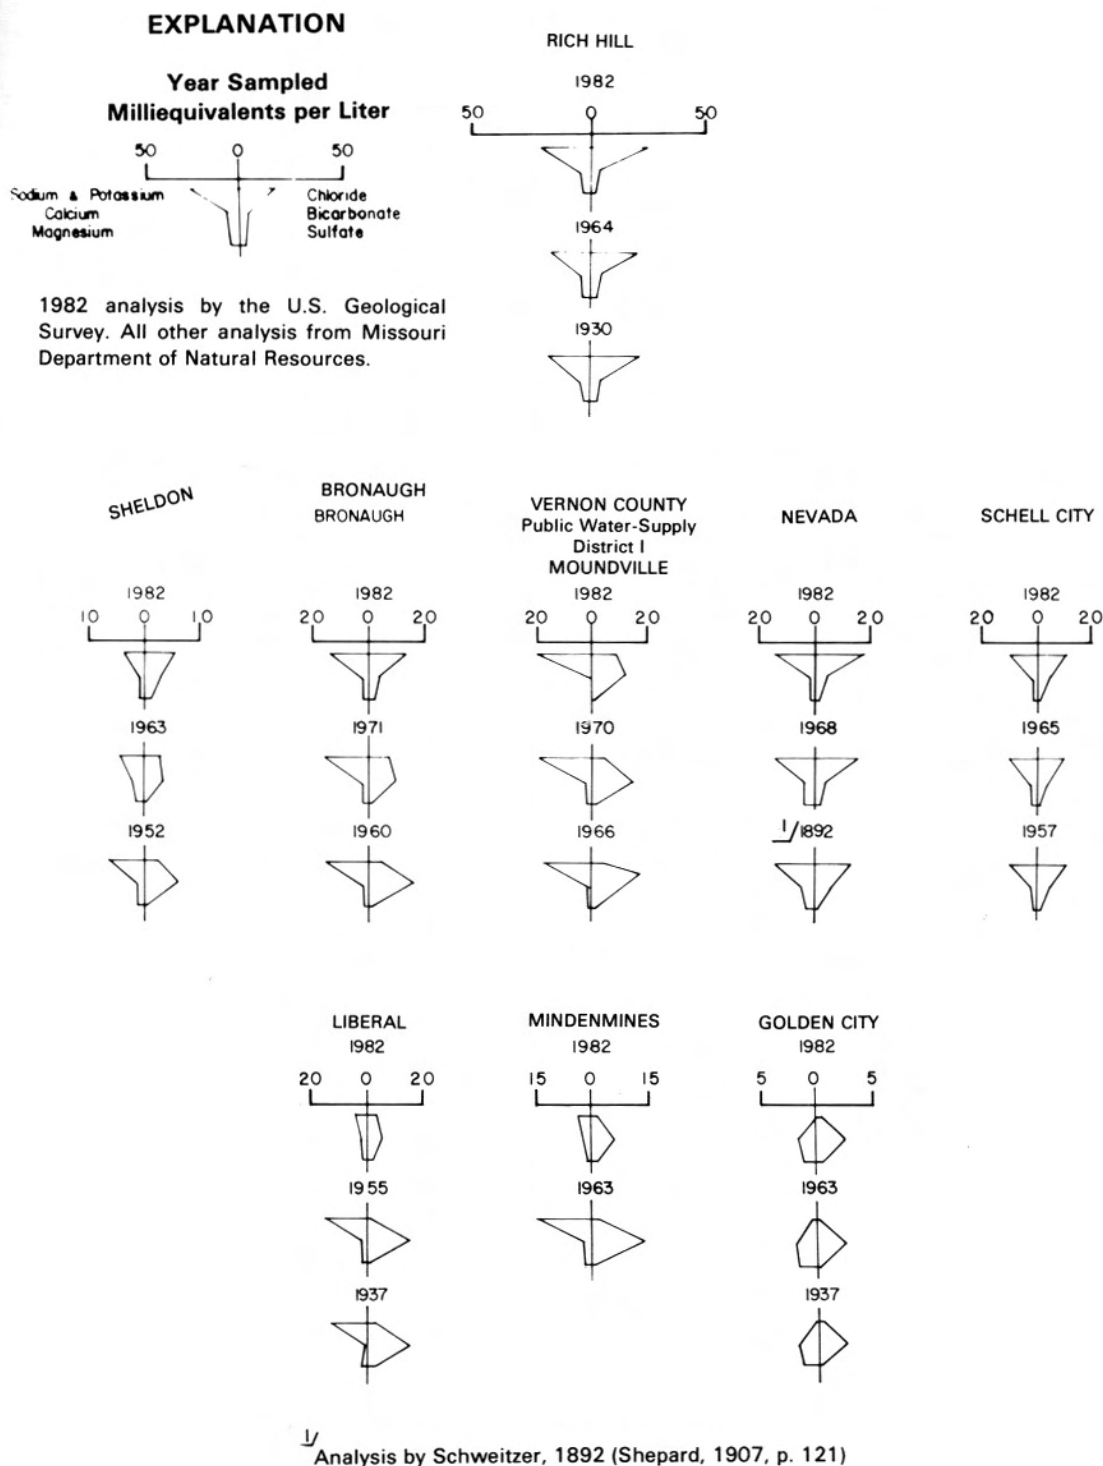 EXPLANATION
Year Sampled
Milliequivalents per Liter
50 0 50
Sodium & Potassium Chloride
Calcium Bicarbonate
Magnesium Sulfate
1982 analysis by the U.S. Geological
Survey. All other analysis from Missouri
Department of Natural Resources.
RICH HILL
1982
50 0 50
1964
1930
SHELDON
1982
10 0 10
1963
1952
BRONAUGH
BRONAUGH
1982
20 0 20
1971
1960
VERNON COUNTY
Public Water-Supply
District I
MOUNDVILLE
1982
20 0 20
1970
1966
NEVADA
1982
20 0 20
1968
1/1892
SCHELL CITY
1982
20 0 20
1965
1957
LIBERAL
1982
20 0 20
1955
1937
MINDENMINES
1982
15 0 15
1963
GOLDEN CITY
1982
5 0 5
1963
1937
1/Analysis by Schweitzer, 1892 (Shepard, 1907, p. 121)